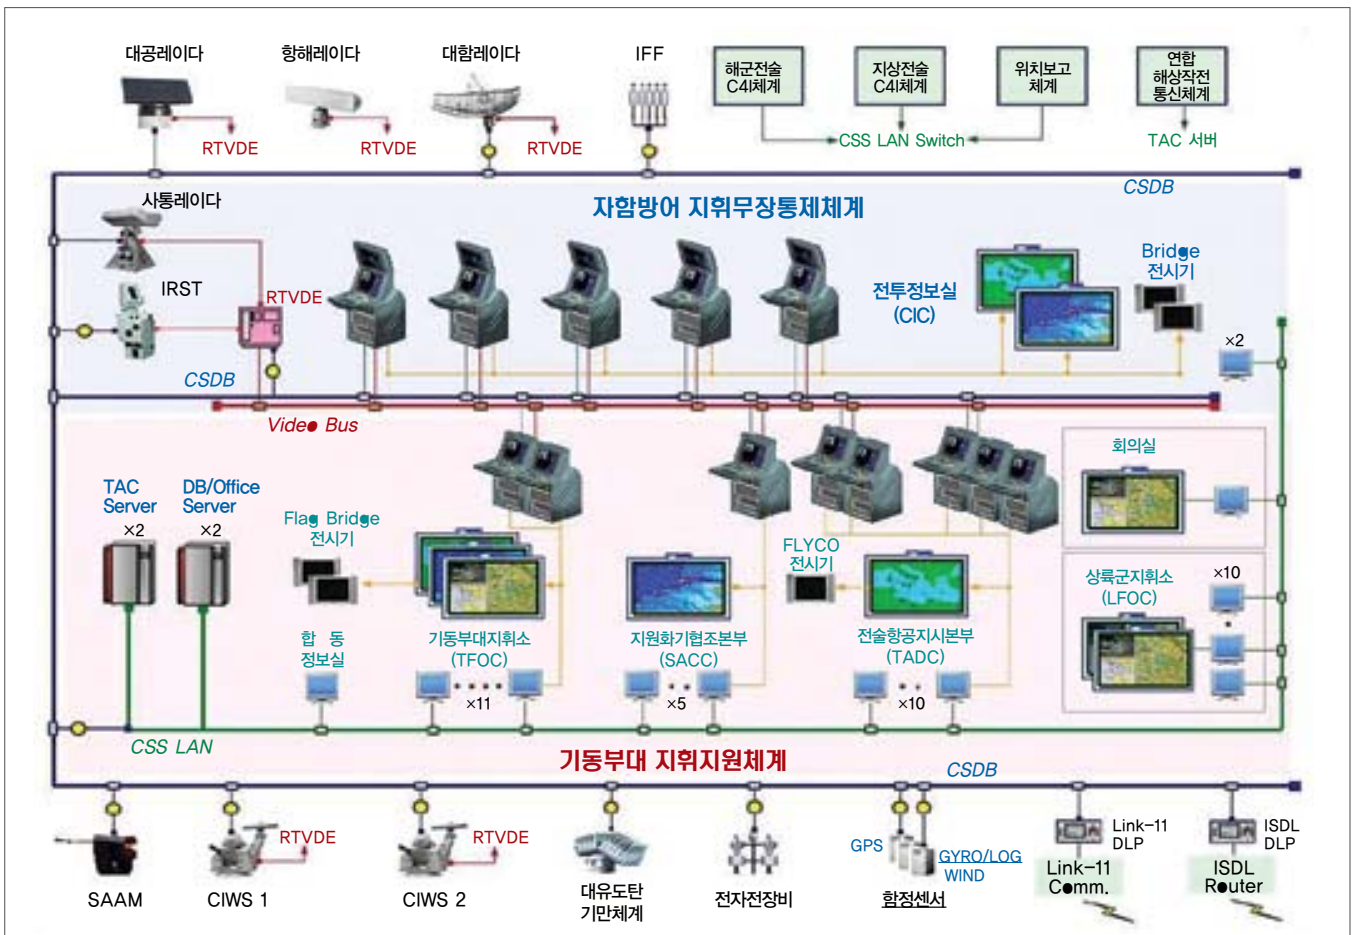 대공레이다
항해레이다
대함레이다
IFF
해군전술
C4I체계
지상전술
C4I체계
위치보고
체계
연합
해상작전
통신체계
RTVDE
RTVDE
RTVDE
CSS LAN Switch
TAC 서버
CSDB
사통레이다
자함방어 지휘무장통제체계
IRST
RTVDE
전투정보실
(CIC)
Bridge
전시기
×2
CSDB
Video Bus
TAC
Server
×2
DB/Office
Server
×2
Flag Bridge
전시기
FLYCO
전시기
회의실
상륙군지휘소
(LFOC)
×10
합 동
정보실
기동부대지휘소
(TFOC)
×11
지원화기협조본부
(SACC)
×5
전술항공지시본부
(TADC)
×10
CSS LAN
기동부대 지휘지원체계
CSDB
SAAM
RTVDE
CIWS 1
RTVDE
CIWS 2
대유도탄
기만체계
전자전장비
GPS
GYRO/LOG
WIND
함정센서
Link-11
DLP
Link-11
Comm.
ISDL
DLP
ISDL
Router